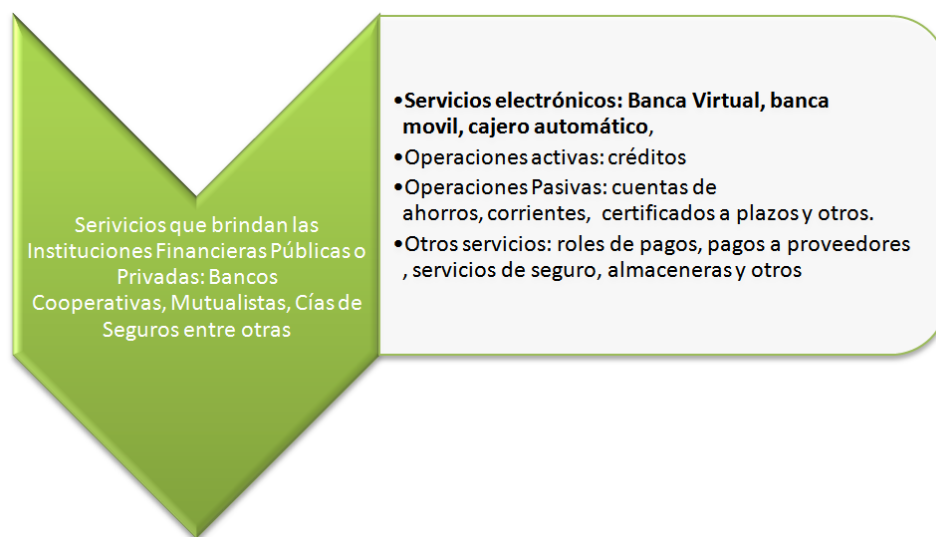 Serivicios que brindan las
Instituciones Financieras Públicas o
Privadas: Bancos
Cooperativas, Mutualistas, Cías de
Seguros entre otras
•Servicios electrónicos: Banca Virtual, banca
movil, cajero automático,
•Operaciones activas: créditos
•Operaciones Pasivas: cuentas de
ahorros, corrientes, certificados a plazos y otros.
•Otros servicios: roles de pagos, pagos a proveedores
, servicios de seguro, almaceneras y otros